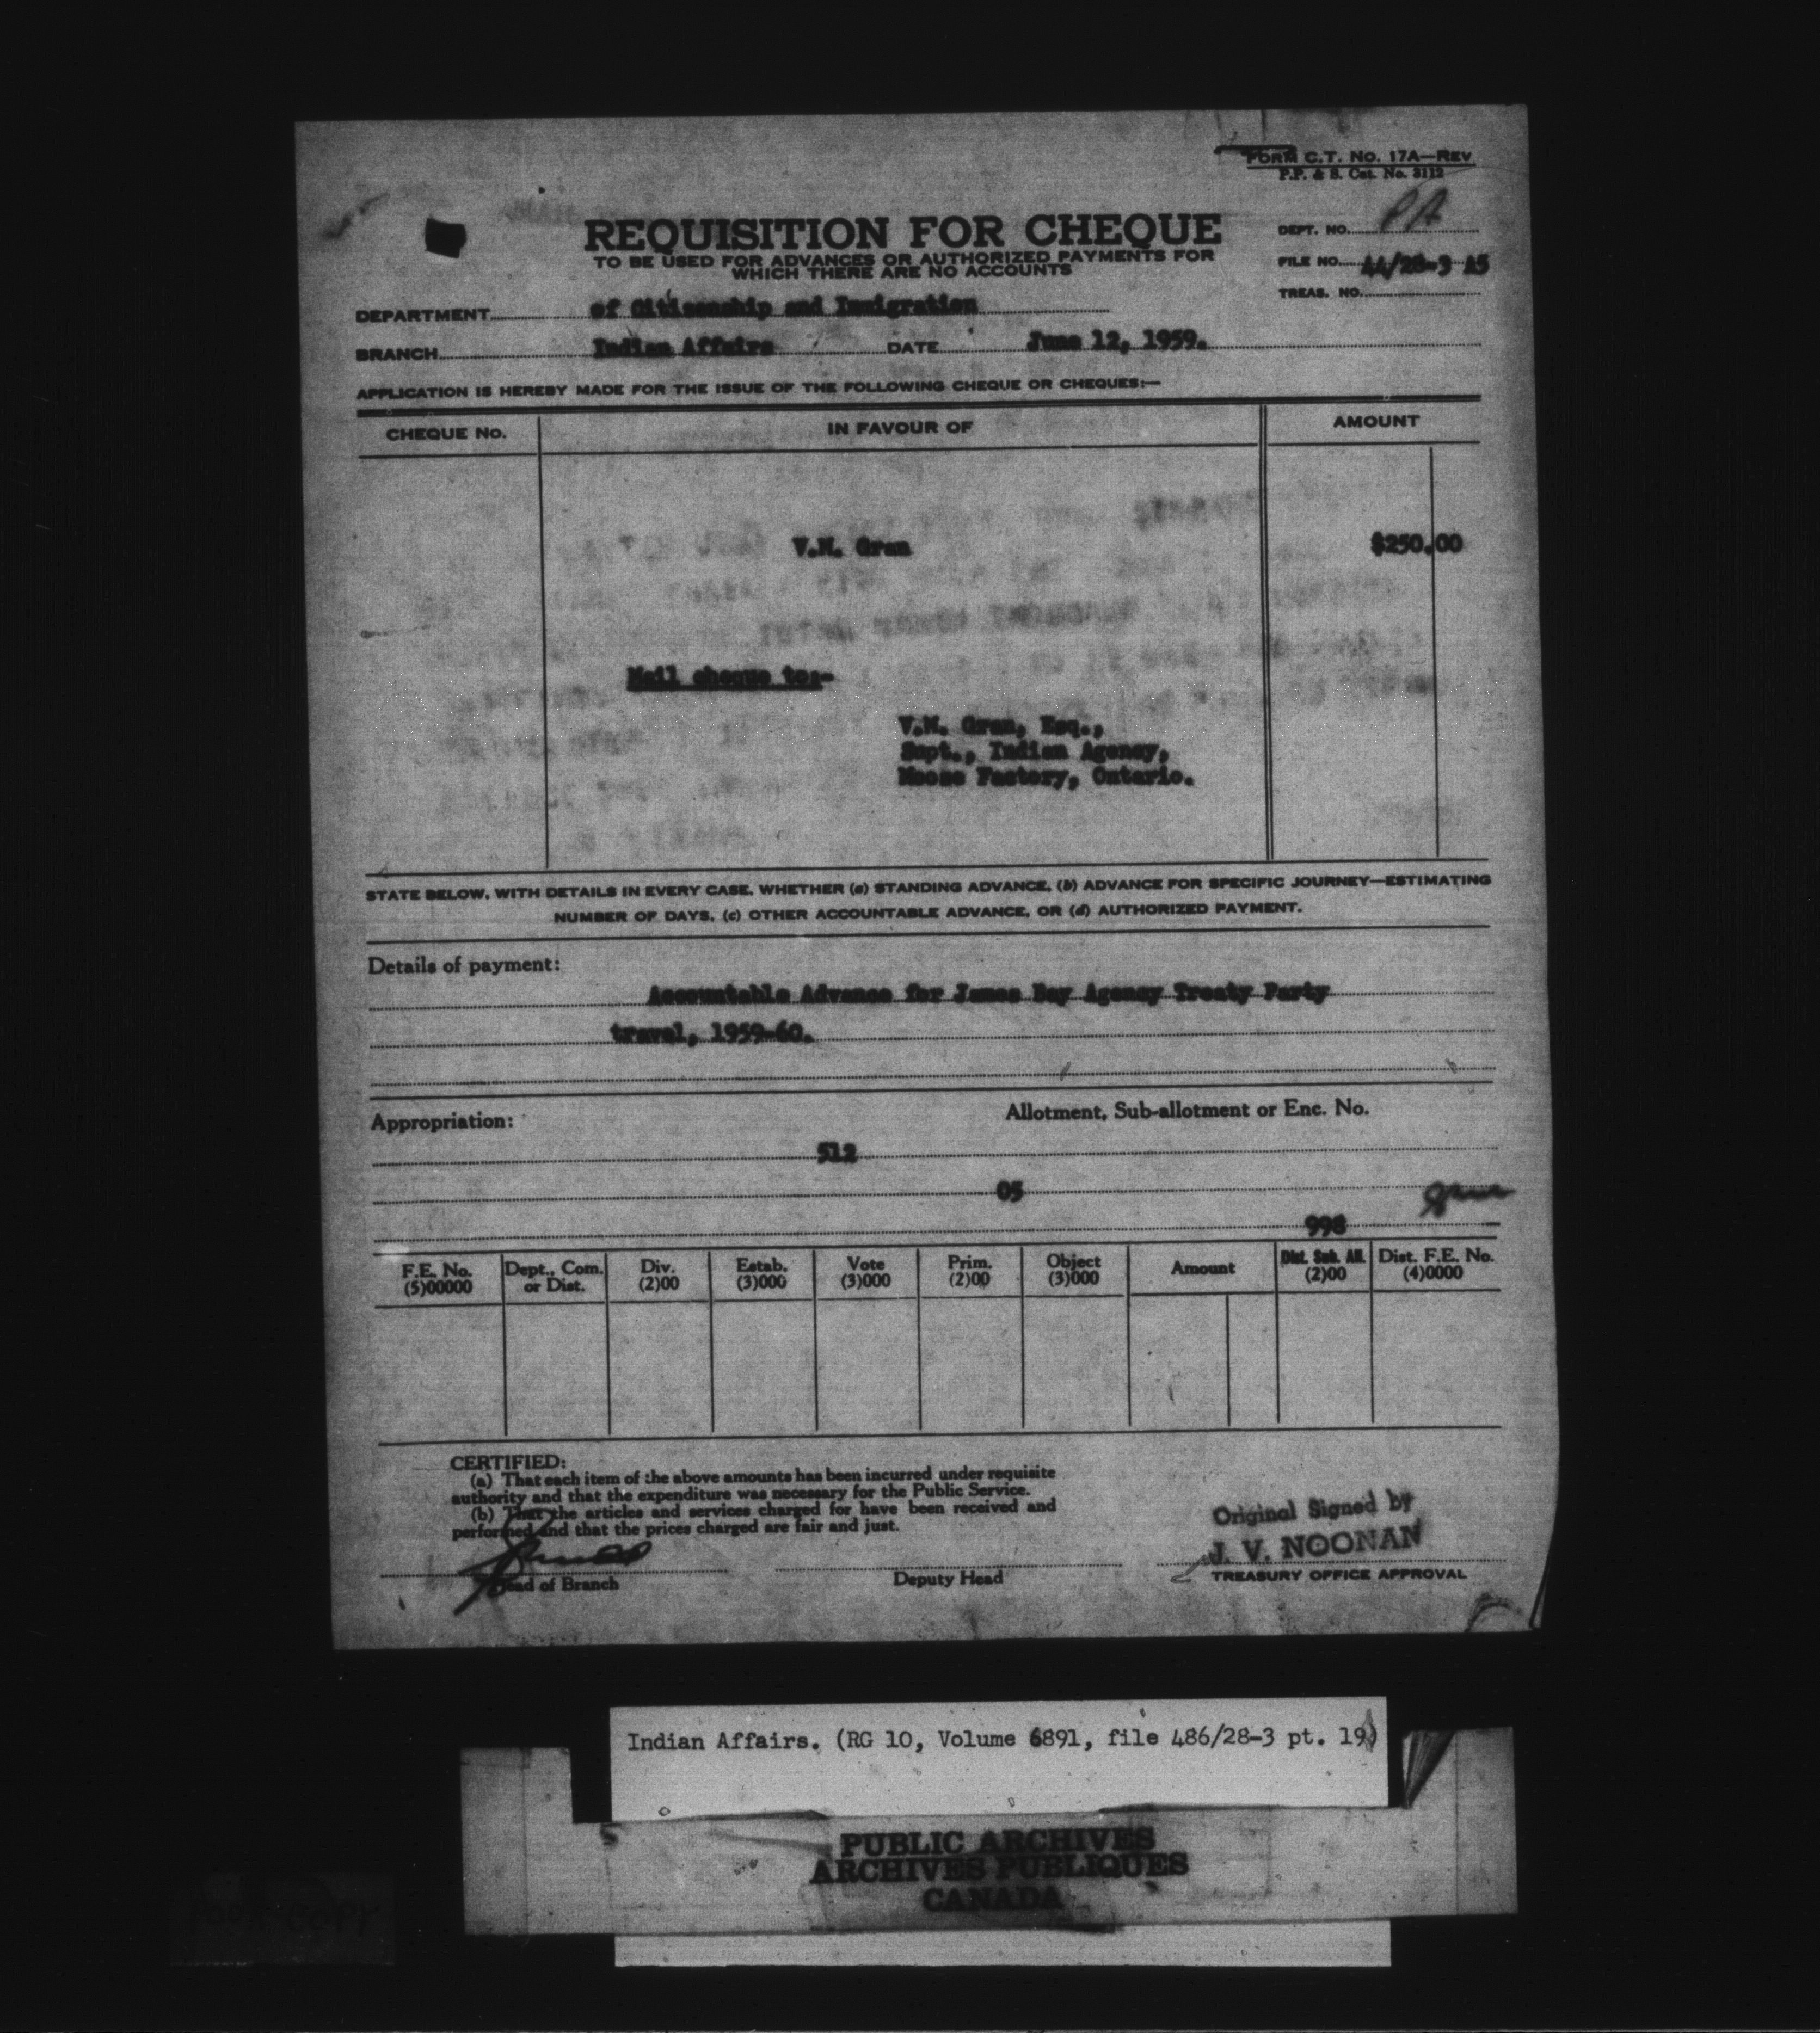 FORM C.T. No. 17A—REV
P.P. & S. Cat. No. 3112
REQUISITION FOR CHEQUE
TO BE USED FOR ADVANCES OR AUTHORIZED PAYMENTS FOR
WHICH THERE ARE NO ACCOUNTS
DEPT. NO. PA
FILE NO. 44/28-3 A5
TREAS. NO.
DEPARTMENT of Citizenship and Immigration
BRANCH Indian Affairs DATE June 12, 1959.
APPLICATION IS HEREBY MADE FOR THE ISSUE OF THE FOLLOWING CHEQUE OR CHEQUES:—
CHEQUE No. IN FAVOUR OF AMOUNT
V.M. Gran $250.00
Mail cheque to:-
V.M. Gran, Esq.,
Supt., Indian Agency,
Moose Factory, Ontario.
STATE BELOW, WITH DETAILS IN EVERY CASE, WHETHER (a) STANDING ADVANCE, (b) ADVANCE FOR SPECIFIC JOURNEY—ESTIMATING
NUMBER OF DAYS, (c) OTHER ACCOUNTABLE ADVANCE, OR (d) AUTHORIZED PAYMENT.
Details of payment:
Accountable Advance for James Bay Agency Treaty Party
travel, 1959-60.
Appropriation: Allotment, Sub-allotment or Enc. No.
512
05
998
F.E. No. Dept., Com. Div. Estab. Vote Prim. Object Amount Dist. Sub. All. Dist. F.E. No.
(5)00000 or Dist. (2)00 (3)000 (3)000 (2)00 (3)000 (2)00 (4)0000
CERTIFIED:
(a) That each item of the above amounts has been incurred under requisite
authority and that the expenditure was necessary for the Public Service.
(b) That the articles and services charged for have been received and
performed and that the prices charged are fair and just.
Original Signed by
J. V. NOONAN
Head of Branch Deputy Head TREASURY OFFICE APPROVAL
Indian Affairs. (RG 10, Volume 6891, file 486/28-3 pt. 19)
PUBLIC ARCHIVES
ARCHIVES PUBLIQUES
CANADA
POOR COPY